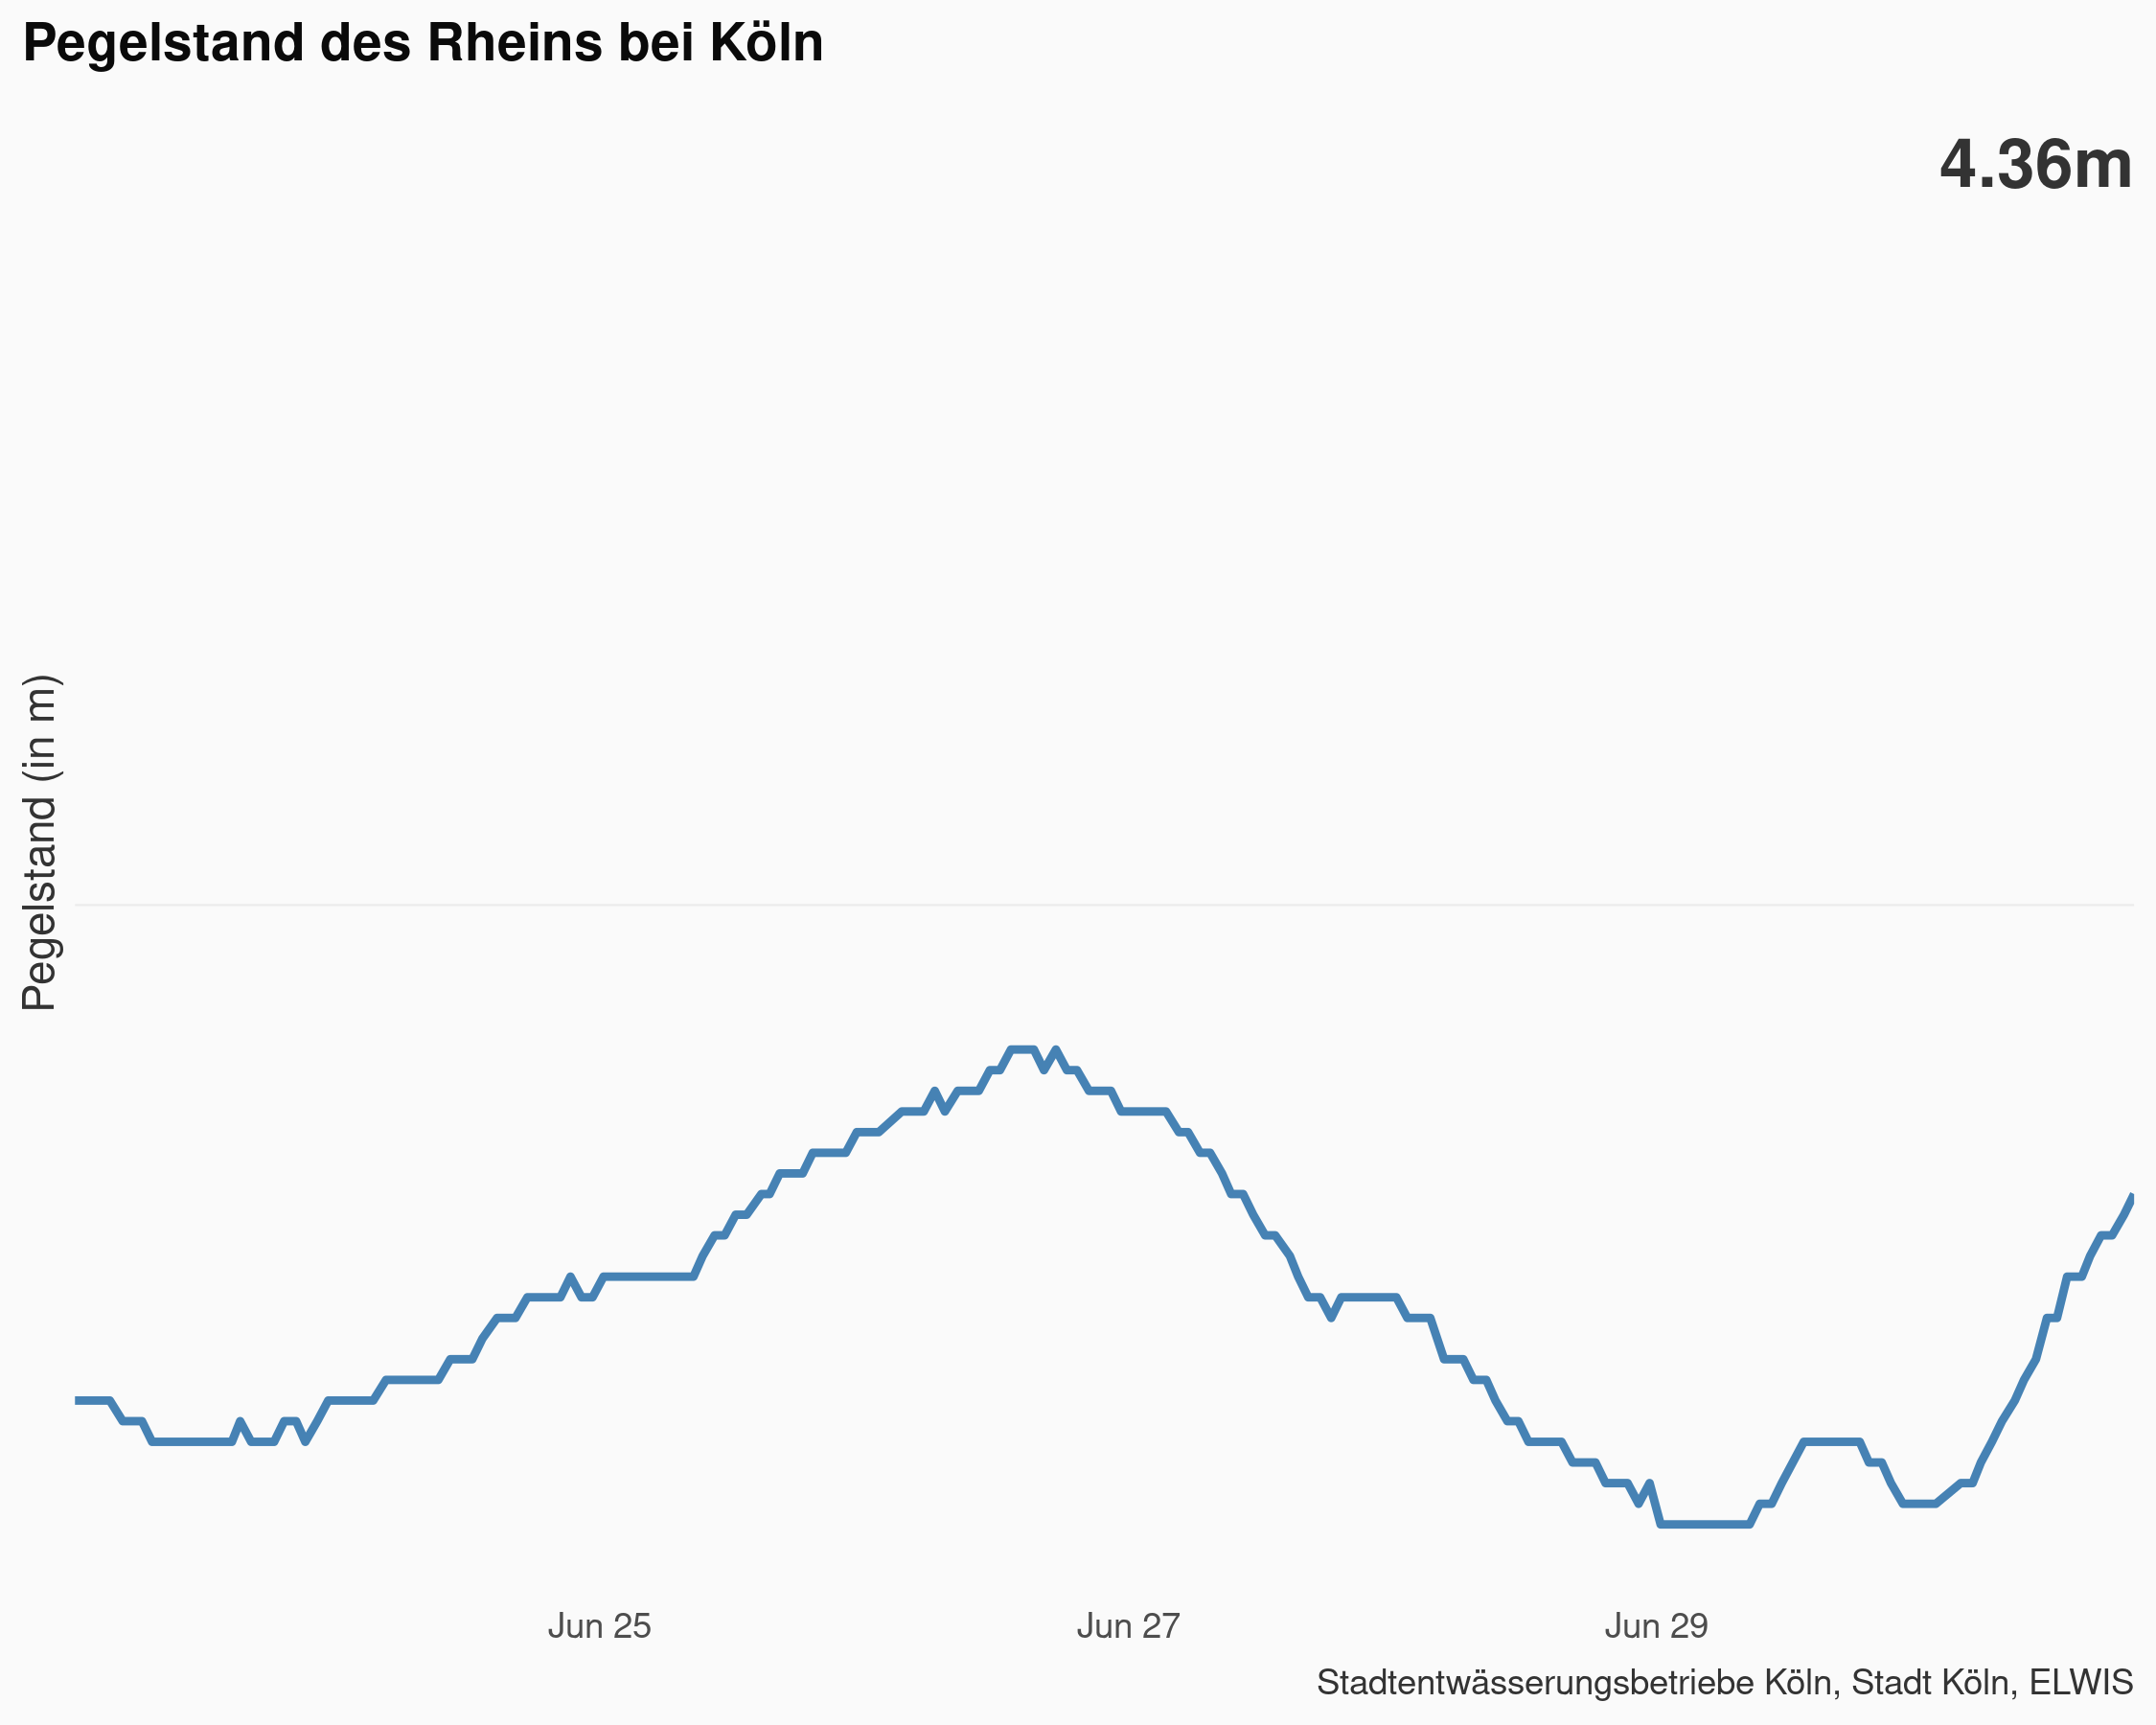 Pegelstand des Rheins bei Köln
4.36m
Pegelstand (in m)
Jun 25
Jun 27
Jun 29
Stadtentwässerungsbetriebe Köln, Stadt Köln, ELWIS